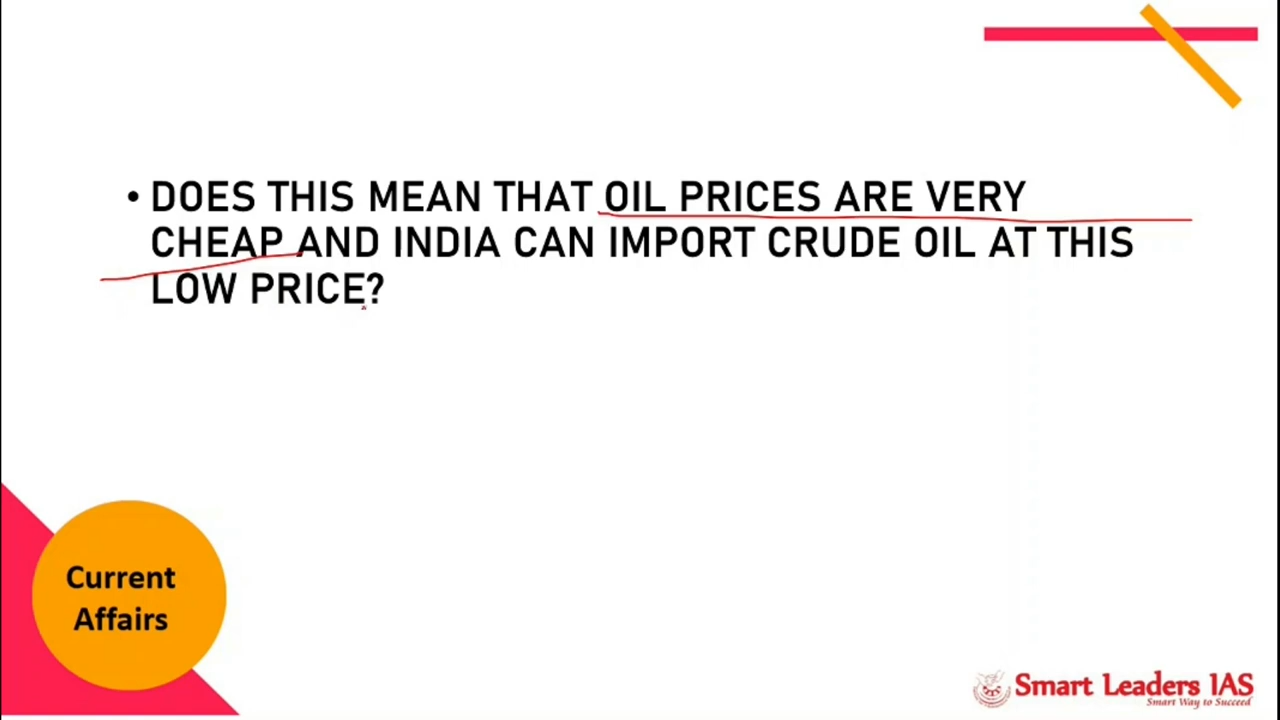 • DOES THIS MEAN THAT OIL PRICES ARE VERY
CHEAP AND INDIA CAN IMPORT CRUDE OIL AT THIS
LOW PRICE?
Current
Affairs
Smart Leaders IAS
Smart Way to Succeed